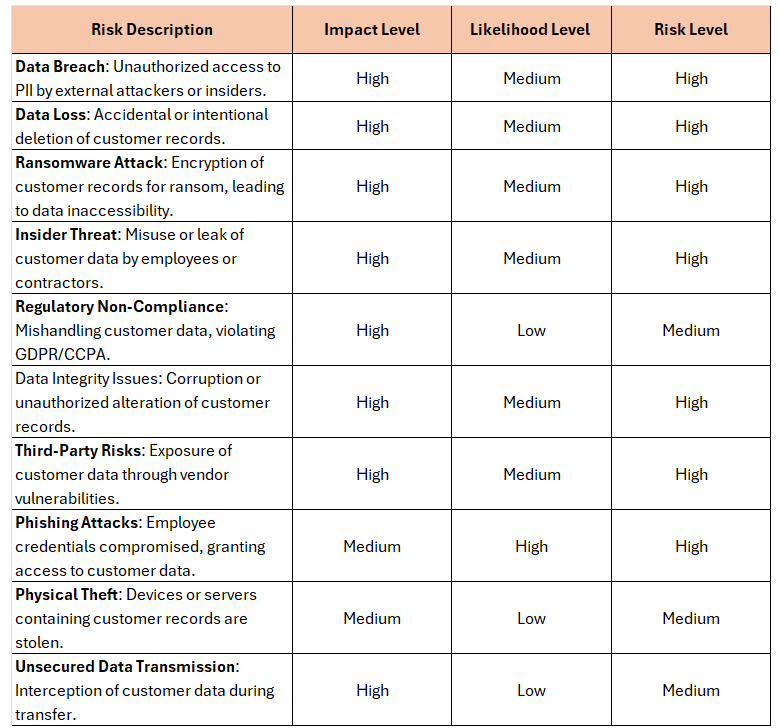 Risk Description Impact Level Likelihood Level Risk Level
Data Breach: Unauthorized access to
PII by external attackers or insiders.
High Medium High
Data Loss: Accidental or intentional
deletion of customer records.
High Medium High
Ransomware Attack: Encryption of
customer records for ransom, leading
to data inaccessibility.
High Medium High
Insider Threat: Misuse or leak of
customer data by employees or
contractors.
High Medium High
Regulatory Non-Compliance:
Mishandling customer data, violating
GDPR/CCPA.
High Low Medium
Data Integrity Issues: Corruption or
unauthorized alteration of customer
records.
High Medium High
Third-Party Risks: Exposure of
customer data through vendor
vulnerabilities.
High Medium High
Phishing Attacks: Employee
credentials compromised, granting
access to customer data.
Medium High High
Physical Theft: Devices or servers
containing customer records are
stolen.
Medium Low Medium
Unsecured Data Transmission:
Interception of customer data during
transfer.
High Low Medium